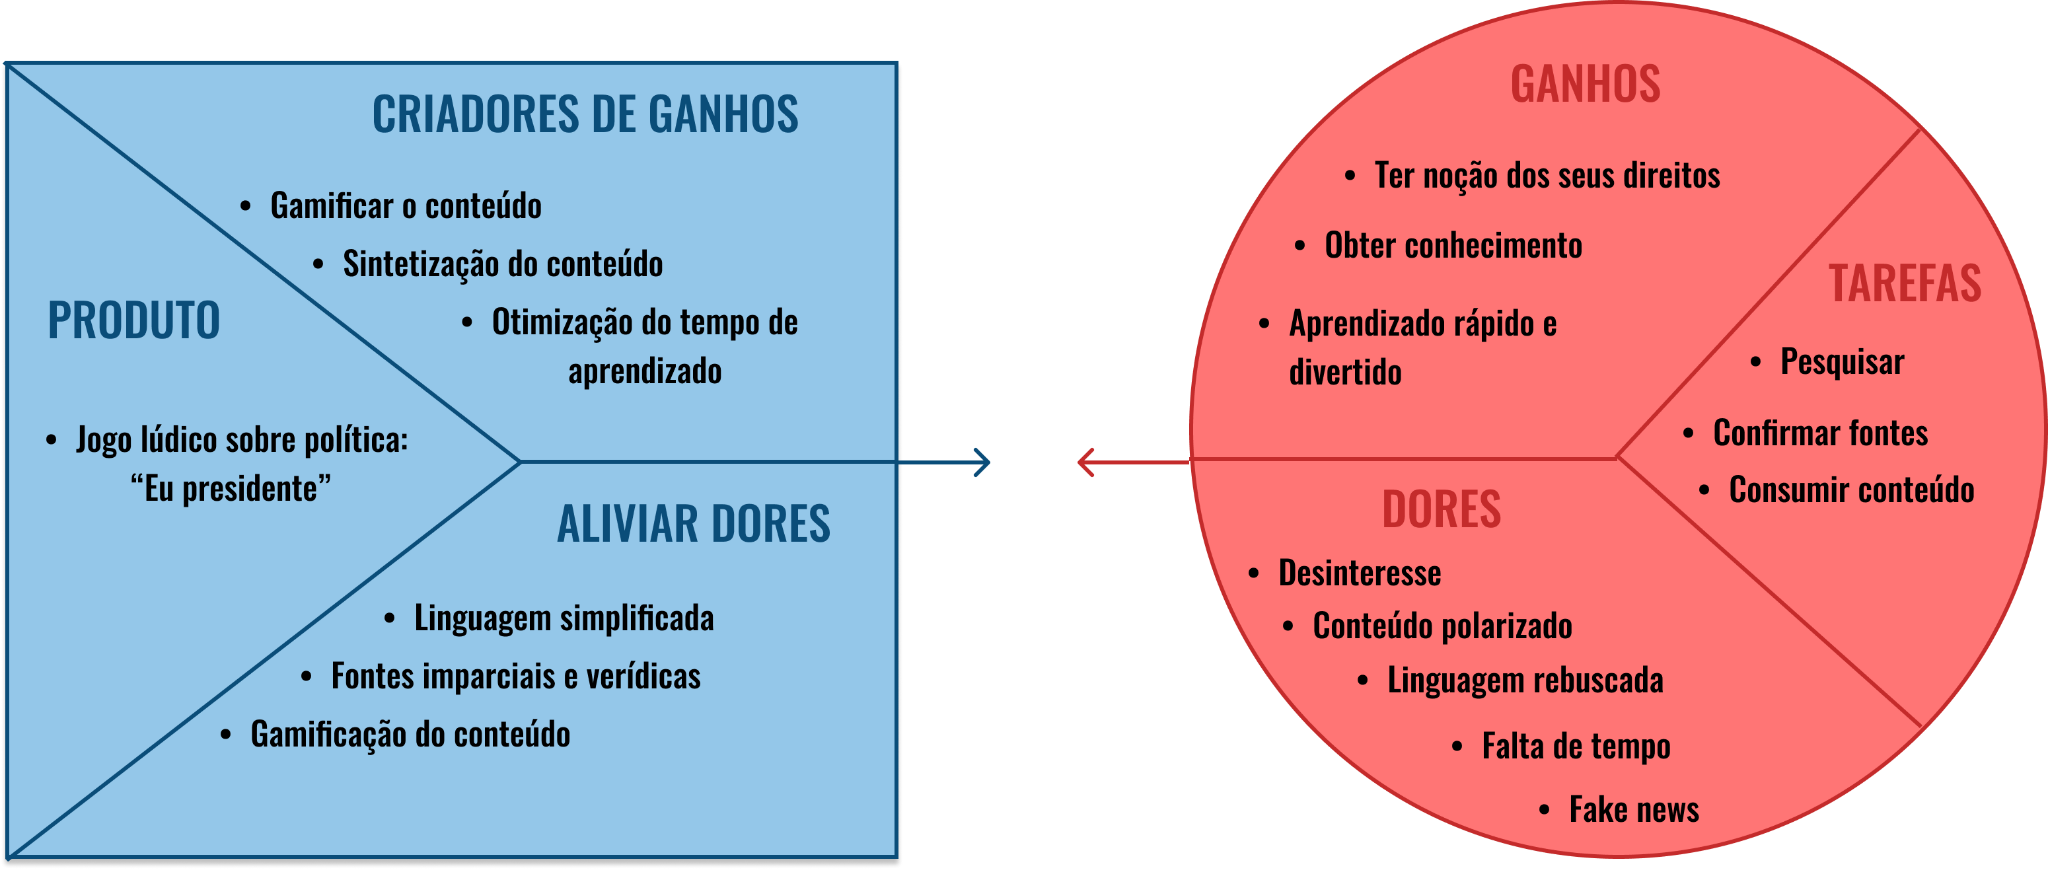 CRIADORES DE GANHOS
• Gamificar o conteúdo
• Sintetização do conteúdo
• Otimização do tempo de
aprendizado
PRODUTO
• Jogo lúdico sobre política:
“Eu presidente”
ALIVIAR DORES
• Linguagem simplificada
• Fontes imparciais e verídicas
• Gamificação do conteúdo
GANHOS
• Ter noção dos seus direitos
• Obter conhecimento
• Aprendizado rápido e
divertido
TAREFAS
• Pesquisar
• Confirmar fontes
• Consumir conteúdo
DORES
• Desinteresse
• Conteúdo polarizado
• Linguagem rebuscada
• Falta de tempo
• Fake news